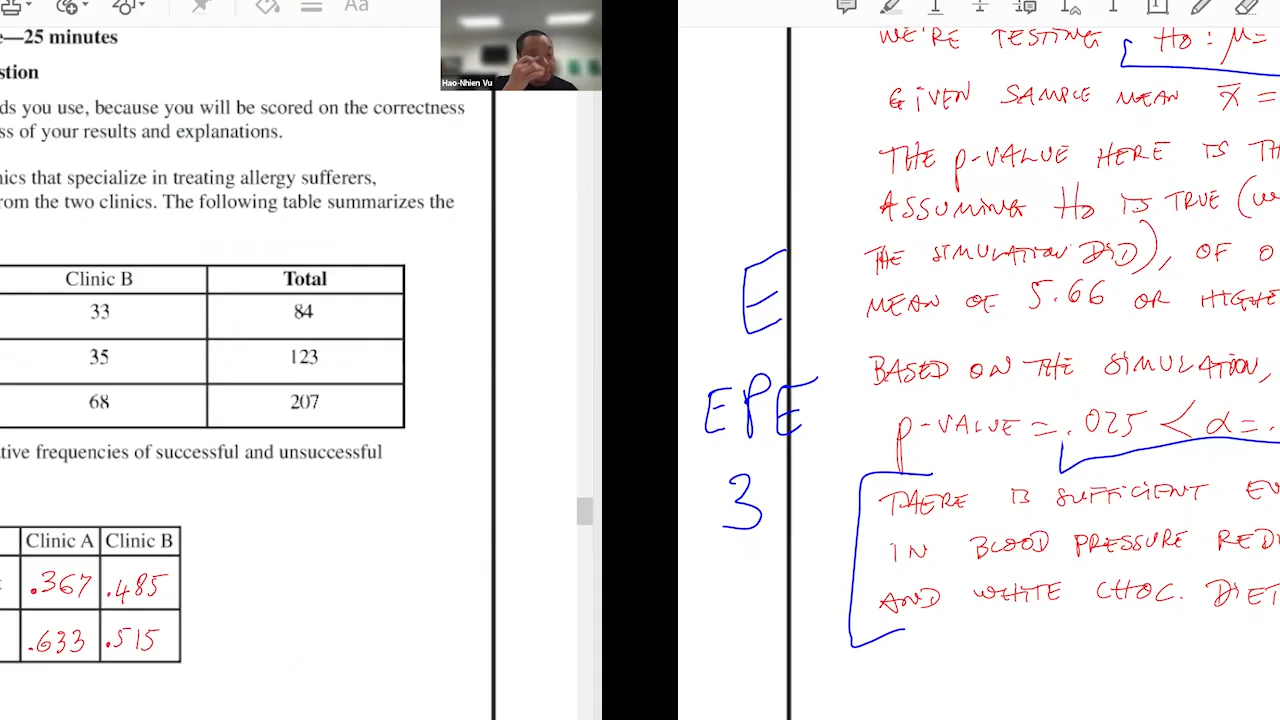 Aa
—25 minutes
Hao-Nhien Vu
ds you use, because you will be scored on the correctness
ss of your results and explanations.
nics that specialize in treating allergy sufferers,
rom the two clinics. The following table summarizes the
Clinic B Total
33 84
35 123
68 207
ative frequencies of successful and unsuccessful
Clinic A Clinic B
.367 .485
.633 .515
WE'RE TESTING H0: μ=
GIVEN SAMPLE MEAN x̄ =
THE P-VALUE HERE IS TH
ASSUMING H0 IS TRUE (W
THE SIMULATION DID), OF O
MEAN OF 5.66 OR HIGHE
BASED ON THE SIMULATION,
P-VALUE = .025 < α = .
THERE IS SUFFICIENT EV
IN BLOOD PRESSURE REDU
AND WHITE CHOC. DIET
E
EPE
3